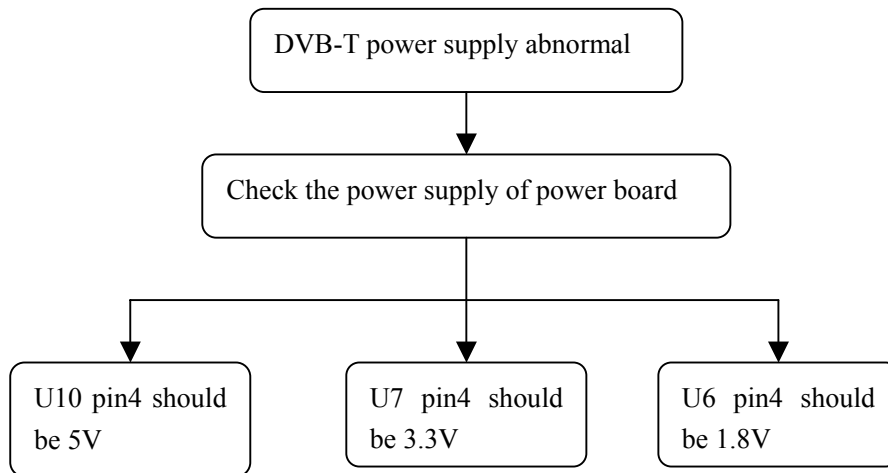 DVB-T power supply abnormal
Check the power supply of power board
U10 pin4 should
be 5V
U7 pin4 should
be 3.3V
U6 pin4 should
be 1.8V